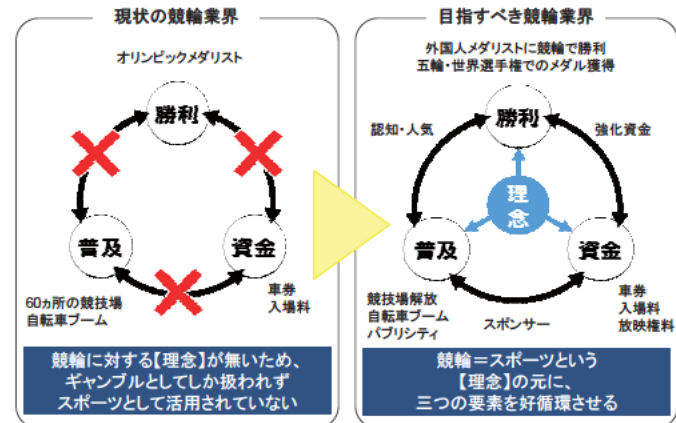 現状の競輪業界
オリンピックメダリスト
勝利
普及
資金
60ヵ所の競技場
自転車ブーム
車券
入場料
競輪に対する【理念】が無いため、
ギャンブルとしてしか扱われず
スポーツとして活用されていない
目指すべき競輪業界
外国人メダリストに競輪で勝利
五輪・世界選手権でのメダル獲得
認知・人気
勝利
強化資金
理
念
普及
資金
競技場解放
自転車ブーム
パブリシティ
スポンサー
車券
入場料
放映権料
競輪＝スポーツという
【理念】の元に、
三つの要素を好循環させる